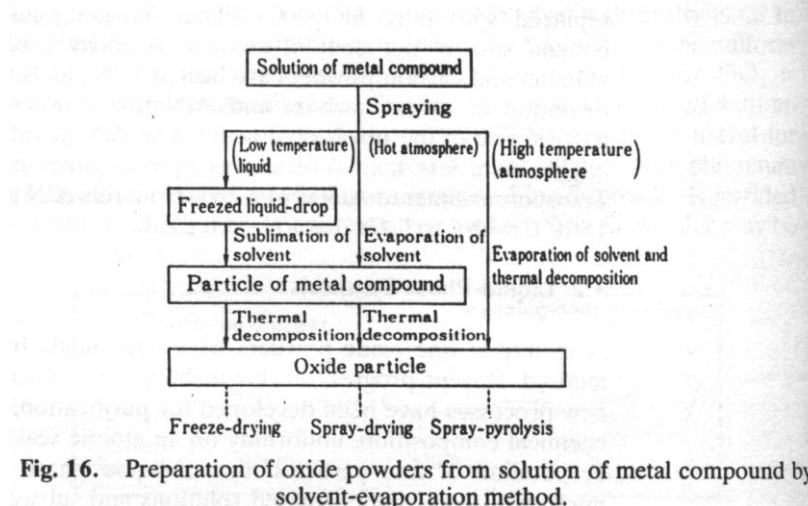 Solution of metal compound
Spraying
(Low temperature liquid)
(Hot atmosphere)
(High temperature atmosphere)
Frozen liquid drop
Sublimation of solvent
Evaporation of solvent
Evaporation of solvent and thermal decomposition
Particle of metal compound
Thermal decomposition
Thermal decomposition
Oxide particle
Freeze-drying Spray-drying Spray-pyrolysis
Fig. 16. Preparation of oxide powders from solution of metal compound by
solvent-evaporation method.